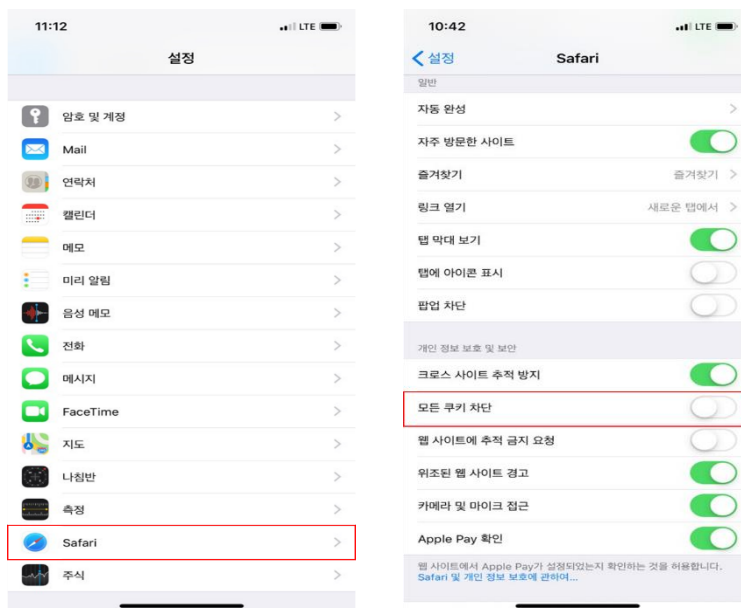 11:12
LTE
설정
암호 및 계정
Mail
연락처
캘린더
메모
미리 알림
음성 메모
전화
메시지
FaceTime
지도
나침반
측정
Safari
주식
10:42
LTE
설정
Safari
일반
자동 완성
자주 방문한 사이트
즐겨찾기 즐겨찾기
링크 열기 새로운 탭에서
탭 막대 보기
탭에 아이콘 표시
팝업 차단
개인 정보 보호 및 보안
크로스 사이트 추적 방지
모든 쿠키 차단
웹 사이트에 추적 금지 요청
위조된 웹 사이트 경고
카메라 및 마이크 접근
Apple Pay 확인
웹 사이트에서 Apple Pay가 설정되었는지 확인하는 것을 허용합니다.
Safari 및 개인 정보 보호에 관하여...